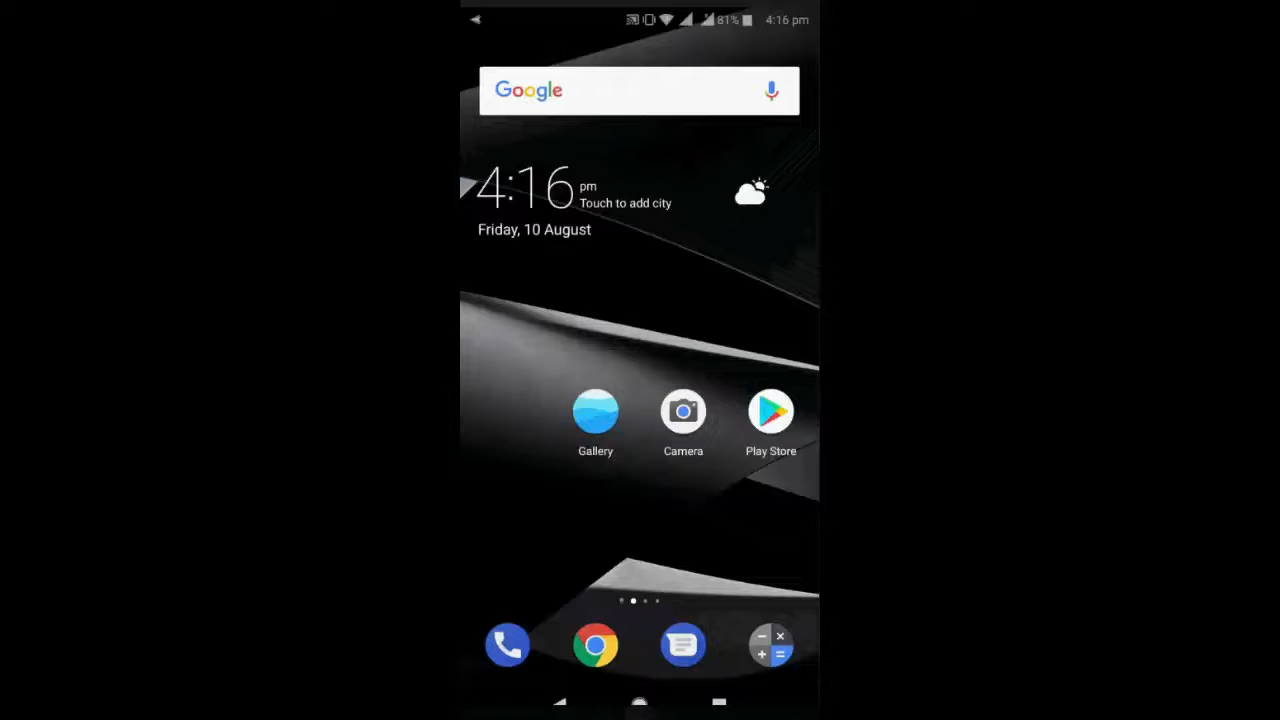 81% 4:16 pm
Google
4:16 pm
Touch to add city
Friday, 10 August
Gallery Camera Play Store